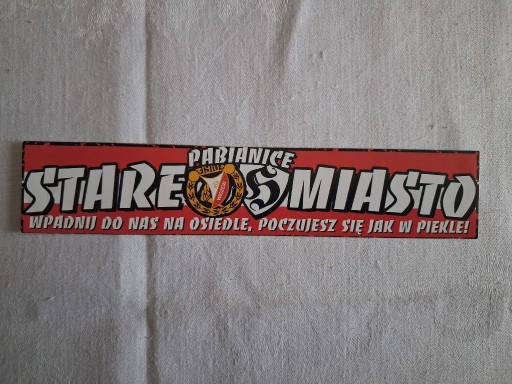 PABIANICE
STARE MIASTO
WPADNIJ DO NAS NA OSIEDLE, POCZUJESZ SIĘ JAK W PIEKLE!